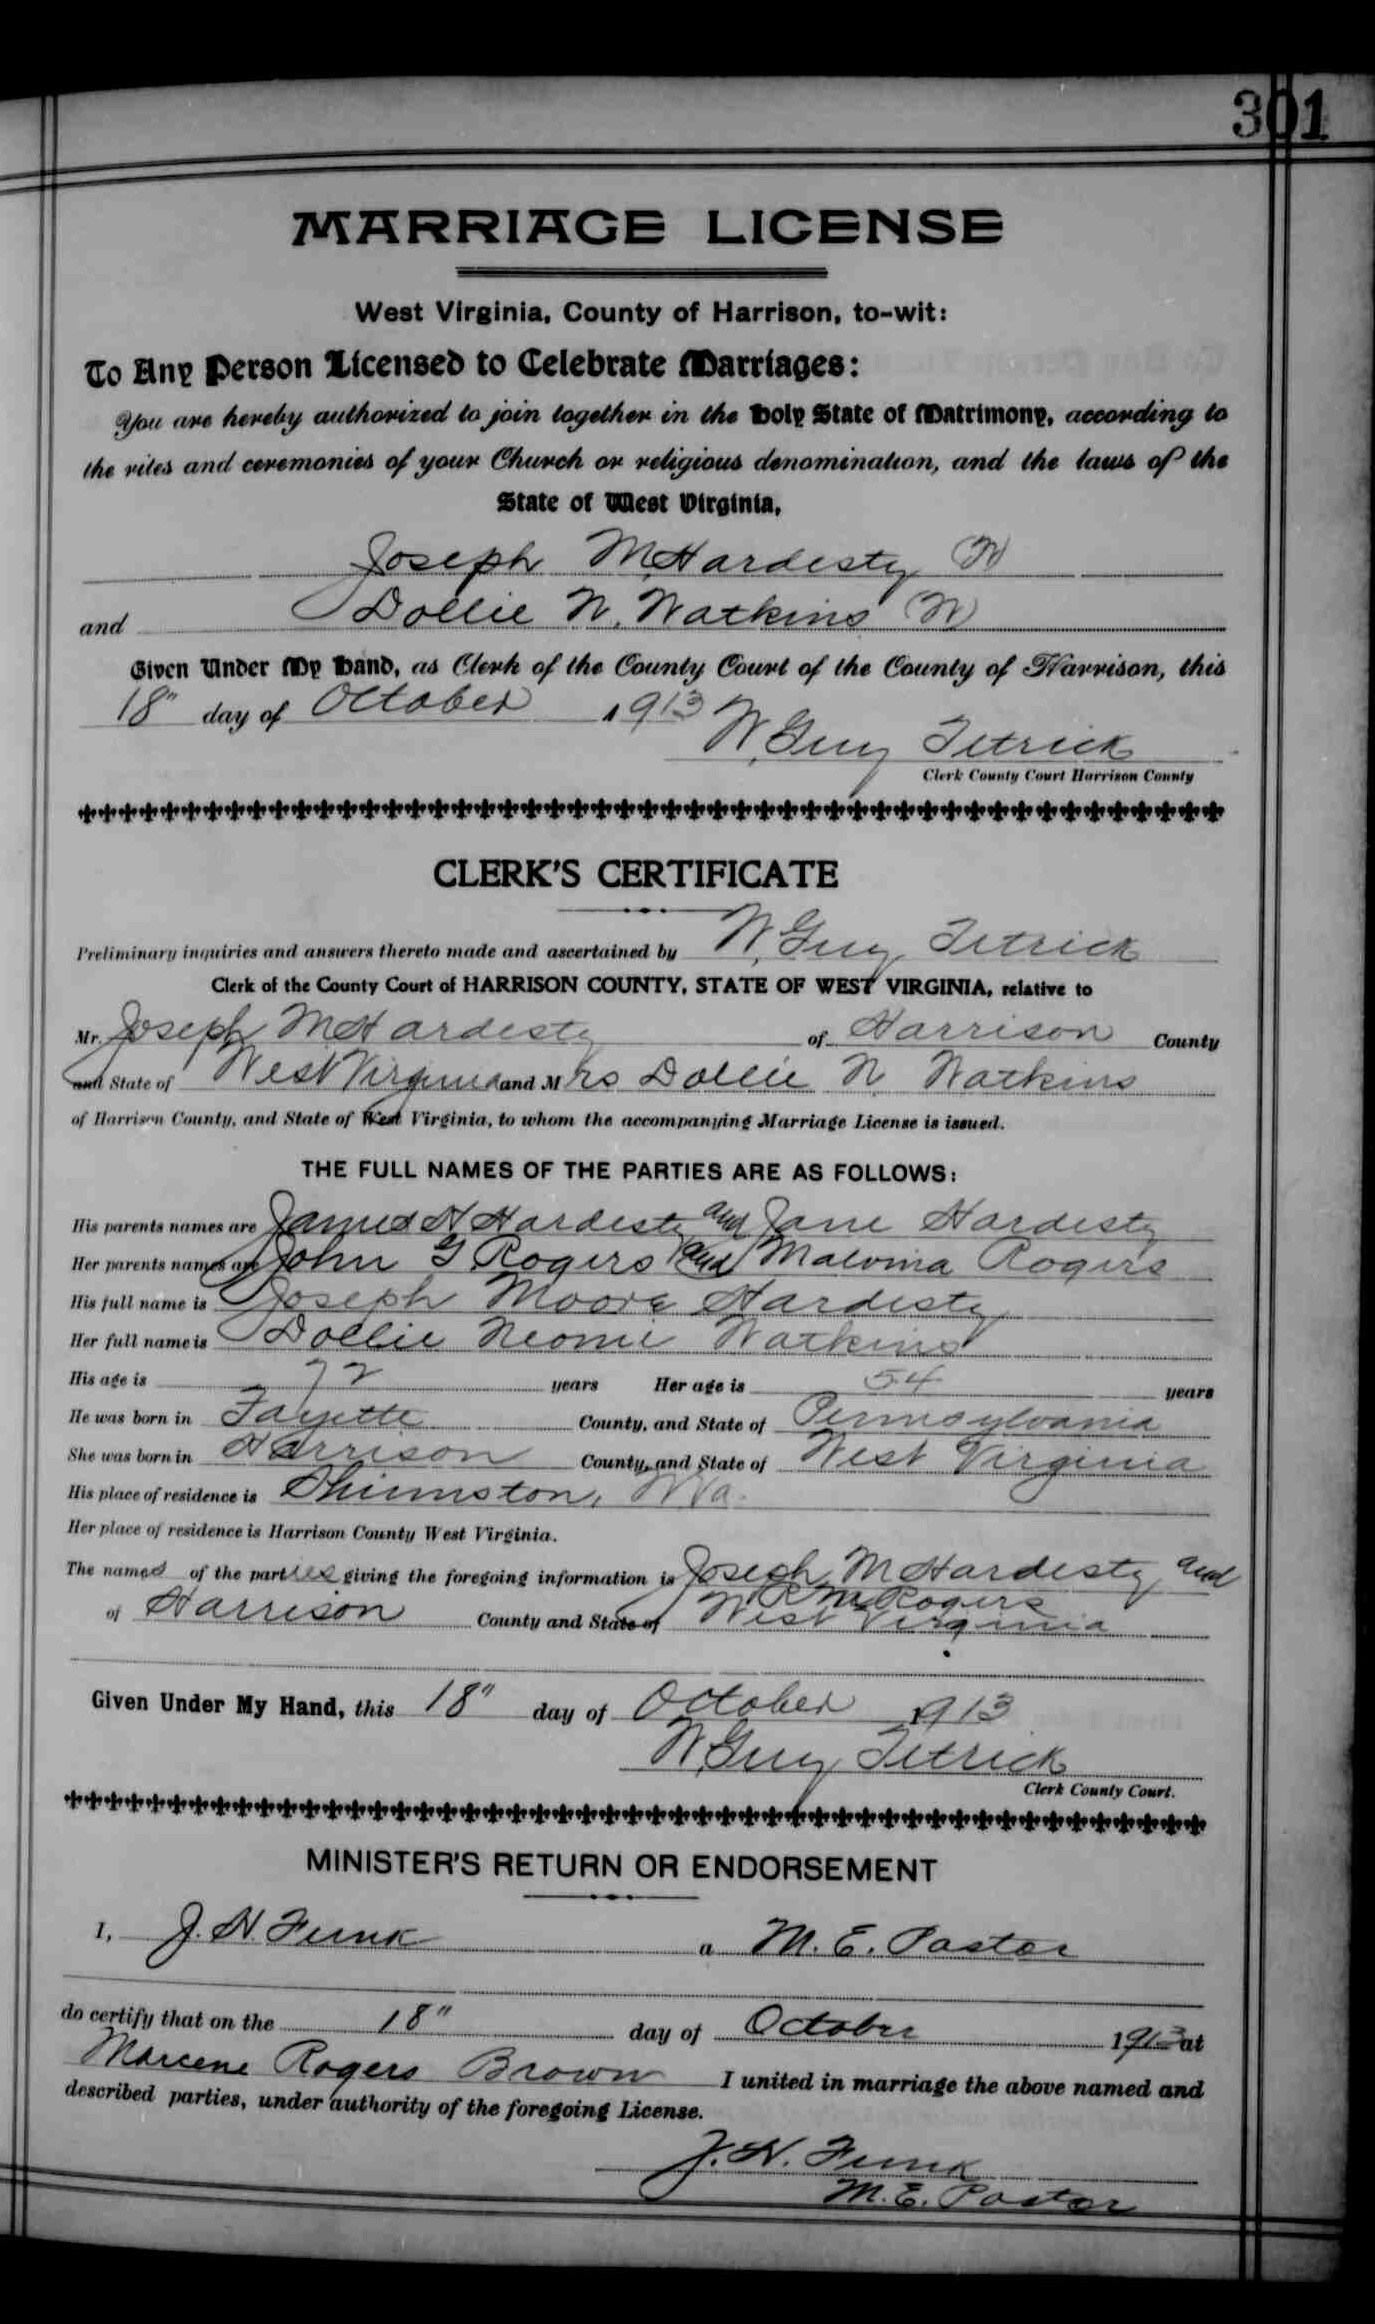 301
MARRIAGE LICENSE
West Virginia, County of Harrison, to-wit:
To Any Person Licensed to Celebrate Marriages:
You are hereby authorized to join together in the Holy State of Matrimony, according to
the rites and ceremonies of your Church or religious denomination, and the laws of the
State of West Virginia,
Joseph M. Hardesty (W)
and Dollie N. Watkins (W)
Given Under My Hand, as Clerk of the County Court of the County of Harrison, this
18" day of October 1913 W. Guy Tetrick
Clerk County Court Harrison County
CLERK'S CERTIFICATE
Preliminary inquiries and answers thereto made and ascertained by W. Guy Tetrick
Clerk of the County Court of HARRISON COUNTY, STATE OF WEST VIRGINIA, relative to
Mr. Joseph M Hardesty of Harrison County
and State of West Virginia and Mrs Dollie N. Watkins
of Harrison County, and State of West Virginia, to whom the accompanying Marriage License is issued.
THE FULL NAMES OF THE PARTIES ARE AS FOLLOWS:
His parents names are James H Hardesty and Jane Hardesty
Her parents names are John G Rogers and Malvina Rogers
His full name is Joseph Moore Hardesty
Her full name is Dollie Neomie Watkins
His age is 72 years Her age is 54 years
He was born in Fayette County, and State of Pennsylvania
She was born in Harrison County, and State of West Virginia
His place of residence is Shinnston, W Va.
Her place of residence is Harrison County West Virginia.
The names of the parties giving the foregoing information is Joseph M Hardesty and
R M Rogers
of Harrison County and State of West Virginia
Given Under My Hand, this 18" day of October 1913
W. Guy Tetrick
Clerk County Court.
MINISTER'S RETURN OR ENDORSEMENT
I, J. H. Funk a M. E. Pastor
do certify that on the 18" day of October 1913 at
Rogers Brown I united in marriage the above named and
described parties, under authority of the foregoing License.
J. H. Funk
M. E. Pastor